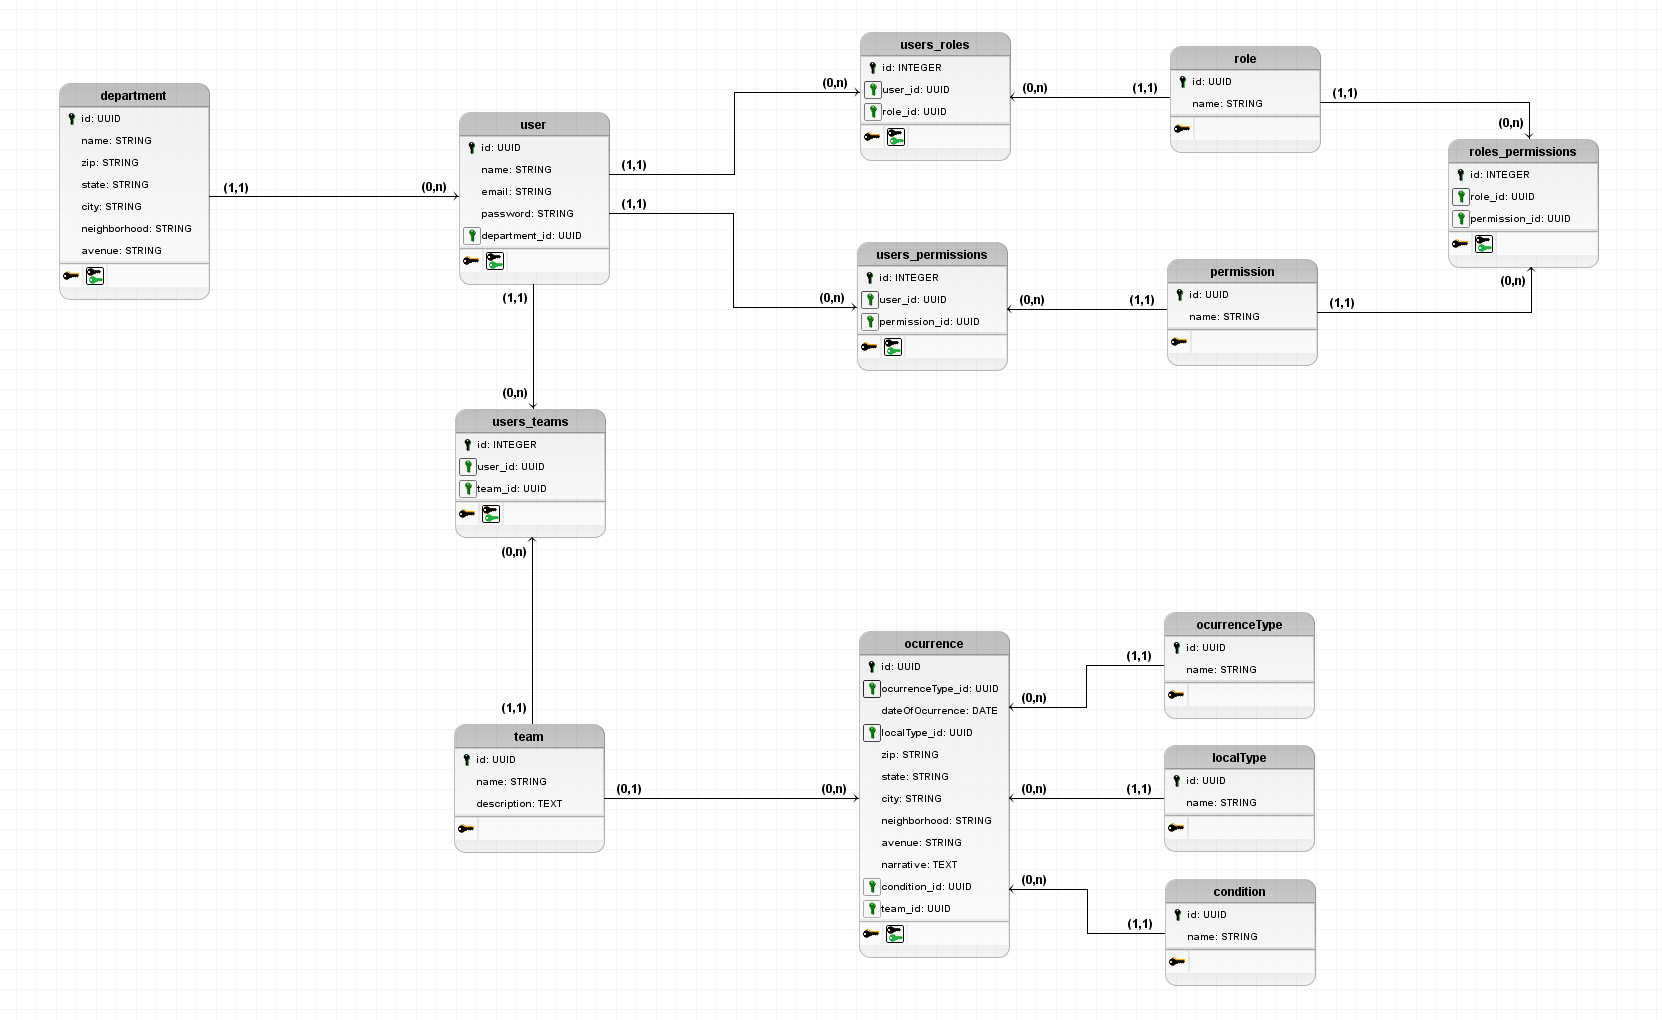 department
id: UUID
name: STRING
zip: STRING
state: STRING
city: STRING
neighborhood: STRING
avenue: STRING
(1,1)
(0,n)
user
id: UUID
name: STRING
email: STRING
password: STRING
department_id: UUID
(1,1)
(0,n)
(1,1)
(0,n)
(1,1)
(0,n)
users_roles
id: INTEGER
user_id: UUID
role_id: UUID
(0,n)
(1,1)
role
id: UUID
name: STRING
(1,1)
(0,n)
roles_permissions
id: INTEGER
role_id: UUID
permission_id: UUID
(0,n)
users_permissions
id: INTEGER
user_id: UUID
permission_id: UUID
(0,n)
(1,1)
permission
id: UUID
name: STRING
(1,1)
users_teams
id: INTEGER
user_id: UUID
team_id: UUID
(0,n)
(1,1)
team
id: UUID
name: STRING
description: TEXT
(0,1)
(0,n)
ocurrence
id: UUID
ocurrenceType_id: UUID
dateOfOcurrence: DATE
localType_id: UUID
zip: STRING
state: STRING
city: STRING
neighborhood: STRING
avenue: STRING
narrative: TEXT
condition_id: UUID
team_id: UUID
(0,n)
(1,1)
ocurrenceType
id: UUID
name: STRING
(0,n)
(1,1)
localType
id: UUID
name: STRING
(0,n)
(1,1)
condition
id: UUID
name: STRING